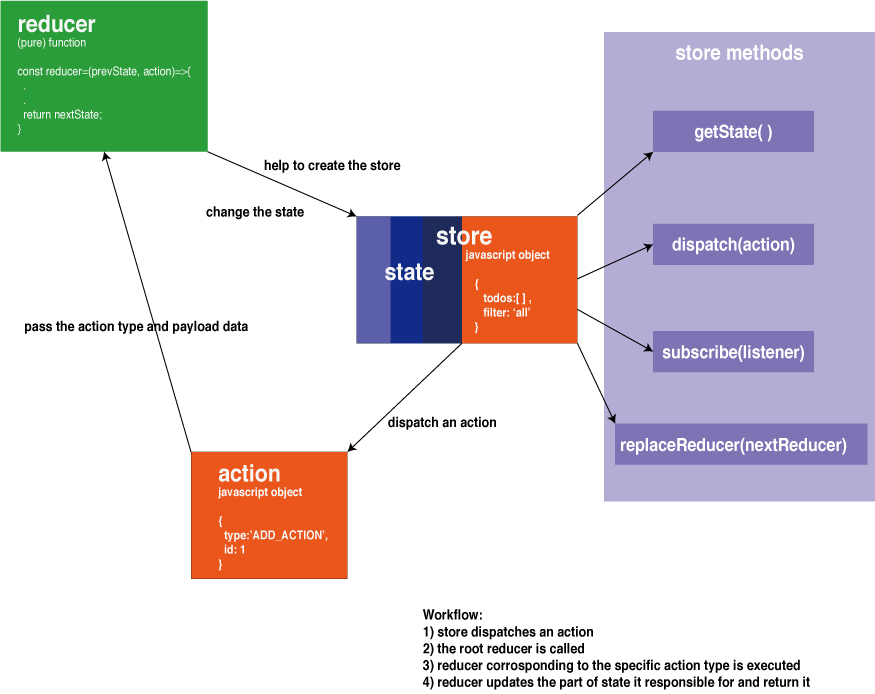 reducer
(pure) function
const reducer=(prevState, action)=>{
.
.
return nextState;
}
help to create the store
change the state
pass the action type and payload data
store
javascript object
state
{
todos:[ ] ,
filter: ‘all’
}
dispatch an action
action
javascript object
{
type:’ADD_ACTION’,
id: 1
}
store methods
getState( )
dispatch(action)
subscribe(listener)
replaceReducer(nextReducer)
Workflow:
1) store dispatches an action
2) the root reducer is called
3) reducer corrosponding to the specific action type is executed
4) reducer updates the part of state it responsible for and return it